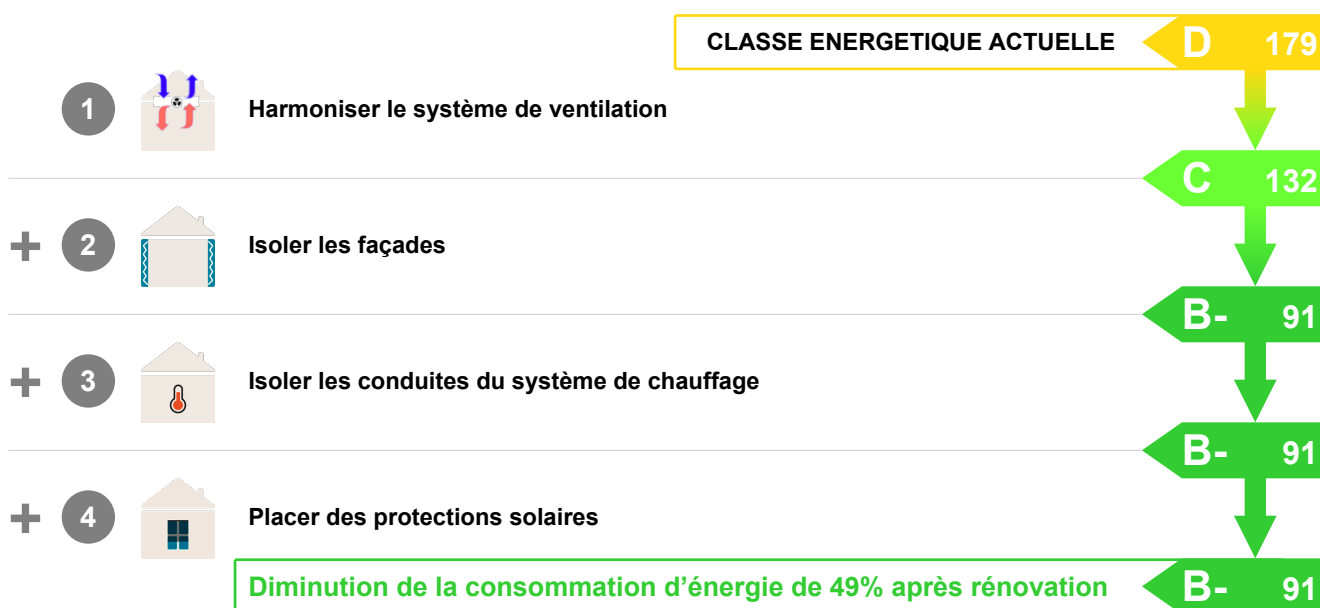 CLASSE ENERGETIQUE ACTUELLE D 179
1 Harmoniser le système de ventilation
C 132
+ 2 Isoler les façades
B- 91
+ 3 Isoler les conduites du système de chauffage
B- 91
+ 4 Placer des protections solaires
Diminution de la consommation d’énergie de 49% après rénovation B- 91